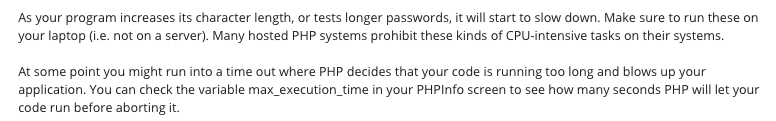 As your program increases its character length, or tests longer passwords, it will start to slow down. Make sure to run these on
your laptop (i.e. not on a server). Many hosted PHP systems prohibit these kinds of CPU-intensive tasks on their systems.
At some point you might run into a time out where PHP decides that your code is running too long and blows up your
application. You can check the variable max_execution_time in your PHPInfo screen to see how many seconds PHP will let your
code run before aborting it.